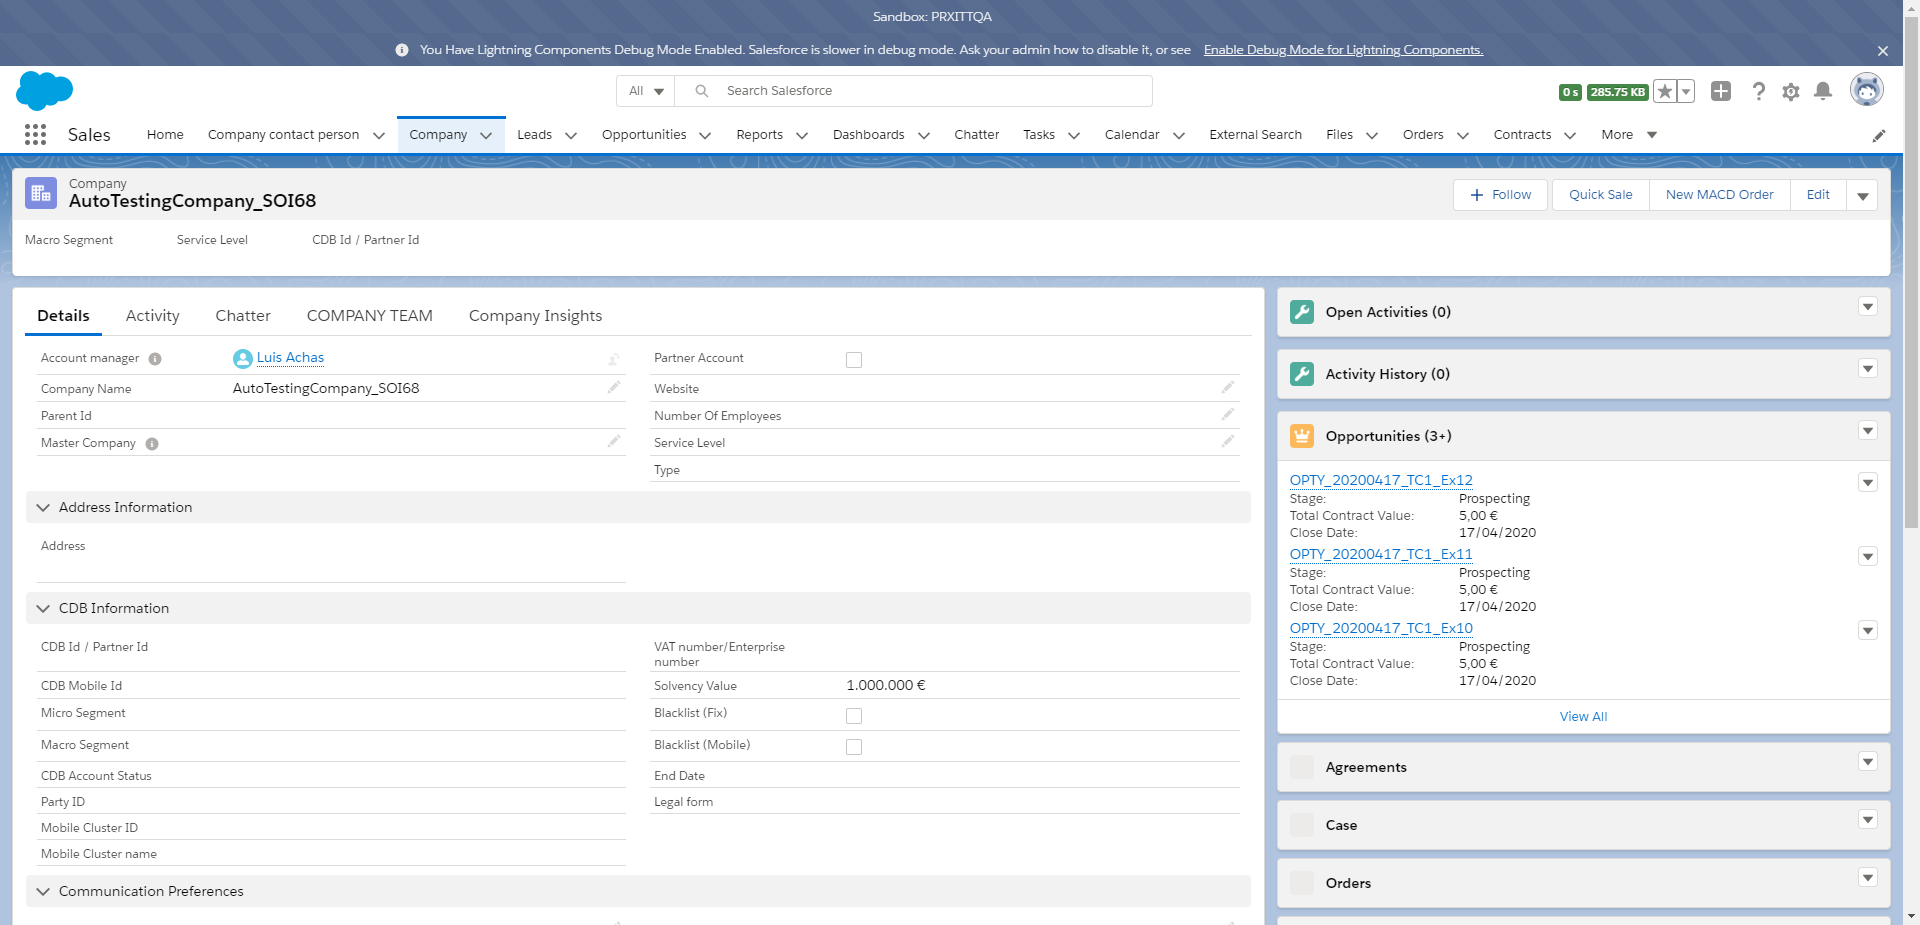 Sandbox: PRXITTQA
You Have Lightning Components Debug Mode Enabled. Salesforce is slower in debug mode. Ask your admin how to disable it, or see Enable Debug Mode for Lightning Components.
All
Search Salesforce
0 s
285.75 KB
Sales
Home
Company contact person
Company
Leads
Opportunities
Reports
Dashboards
Chatter
Tasks
Calendar
External Search
Files
Orders
Contracts
More
Company
AutoTestingCompany_SOI68
Follow
Quick Sale
New MACD Order
Edit
Macro Segment
Service Level
CDB Id / Partner Id
Details
Activity
Chatter
COMPANY TEAM
Company Insights
Account manager
Luis Achas
Company Name
AutoTestingCompany_SOI68
Parent Id
Master Company
Partner Account
Website
Number Of Employees
Service Level
Type
Address Information
Address
CDB Information
CDB Id / Partner Id
CDB Mobile Id
Micro Segment
Macro Segment
CDB Account Status
Party ID
Mobile Cluster ID
Mobile Cluster name
VAT number/Enterprise
number
Solvency Value
1.000.000 €
Blacklist (Fix)
Blacklist (Mobile)
End Date
Legal form
Communication Preferences
Open Activities (0)
Activity History (0)
Opportunities (3+)
OPTY_20200417_TC1_Ex12
Stage: Prospecting
Total Contract Value: 5,00 €
Close Date: 17/04/2020
OPTY_20200417_TC1_Ex11
Stage: Prospecting
Total Contract Value: 5,00 €
Close Date: 17/04/2020
OPTY_20200417_TC1_Ex10
Stage: Prospecting
Total Contract Value: 5,00 €
Close Date: 17/04/2020
View All
Agreements
Case
Orders